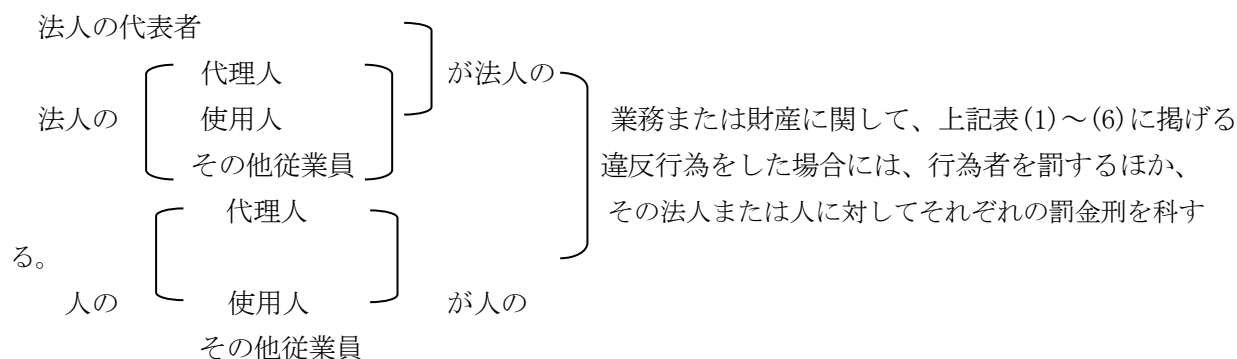 法人の代表者
代理人 が法人の
法人の 使用人 業務または財産に関して、上記表(1)～(6)に掲げる
その他従業員 違反行為をした場合には、行為者を罰するほか、
代理人 その法人または人に対してそれぞれの罰金刑を科す
る。
人の 使用人 が人の
その他従業員